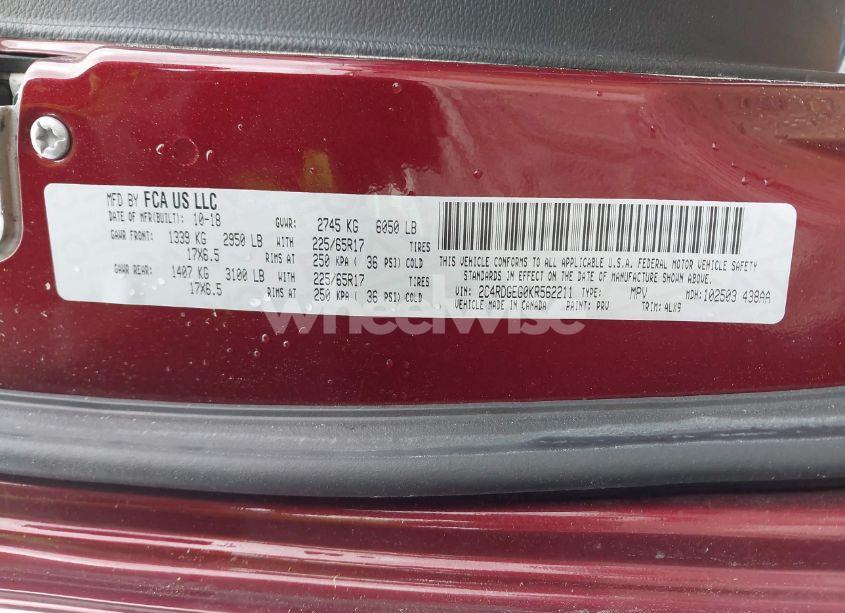 MFD BY FCA US LLC
DATE OF MFR(BUILT): 10-18 GVWR: 2745 KG 6050 LB
GAWR FRONT: 1339 KG 2950 LB WITH 225/65R17 TIRES
17X6.5 RIMS AT 250 KPA ( 36 PSI) COLD
GAWR REAR: 1407 KG 3100 LB WITH 225/65R17 TIRES
17X6.5 RIMS AT 250 KPA ( 36 PSI) COLD
THIS VEHICLE CONFORMS TO ALL APPLICABLE U.S.A. FEDERAL MOTOR VEHICLE SAFETY
STANDARDS IN EFFECT ON THE DATE OF MANUFACTURE SHOWN ABOVE.
VIN: 2C4RDGEG0KR562211 TYPE: MPV MDH: 102503 438AA
VEHICLE MADE IN CANADA PAINT: PRV TRIM: ALX9
wheelwise